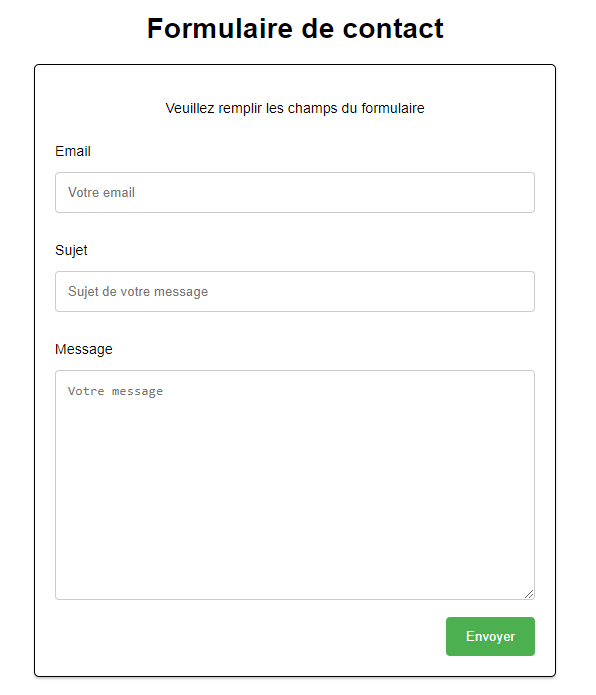 Formulaire de contact
Veuillez remplir les champs du formulaire
Email
Votre email
Sujet
Sujet de votre message
Message
Votre message
Envoyer